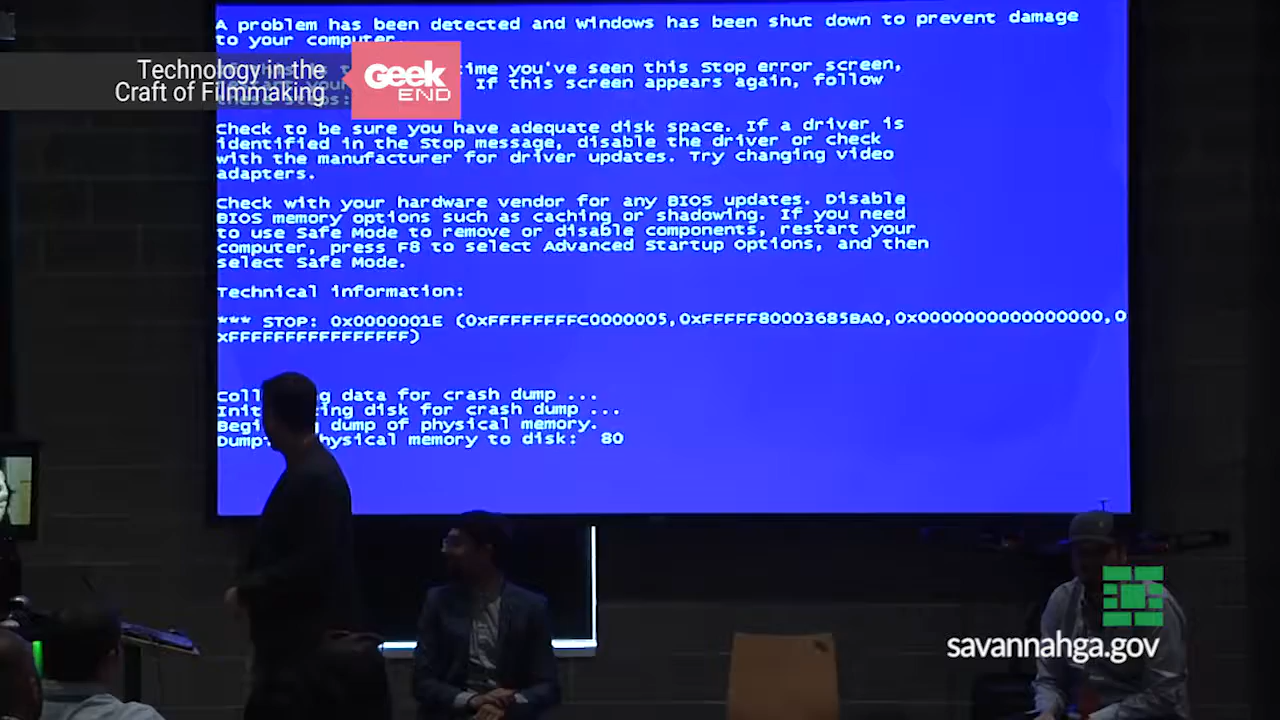 A problem has been detected and Windows has been shut down to prevent damage
to your computer.
Technology in the
Craft of Filmmaking
Geek
END
time you've seen this Stop error screen,
If this screen appears again, follow
these steps:
Check to be sure you have adequate disk space. If a driver is
identified in the Stop message, disable the driver or check
with the manufacturer for driver updates. Try changing video
adapters.
Check with your hardware vendor for any BIOS updates. Disable
BIOS memory options such as caching or shadowing. If you need
to use Safe Mode to remove or disable components, restart your
computer, press F8 to select Advanced Startup Options, and then
select Safe Mode.
Technical information:
*** STOP: 0x0000001E (0xFFFFFFFFC0000005,0xFFFFF80003685BA0,0x0000000000000000,0
xFFFFFFFFFFFFFFFF)
data for crash dump ...
disk for crash dump ...
dump of physical memory.
physical memory to disk: 80
savannahga.gov